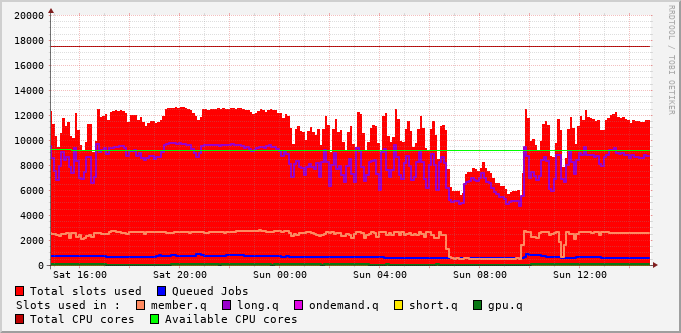 RRDTOOL / TOBI OETIKER
20000
18000
16000
14000
12000
10000
8000
6000
4000
2000
0
Sat 16:00 Sat 20:00 Sun 00:00 Sun 04:00 Sun 08:00 Sun 12:00
Total slots used Queued Jobs
Slots used in : member.q long.q ondemand.q short.q gpu.q
Total CPU cores Available CPU cores